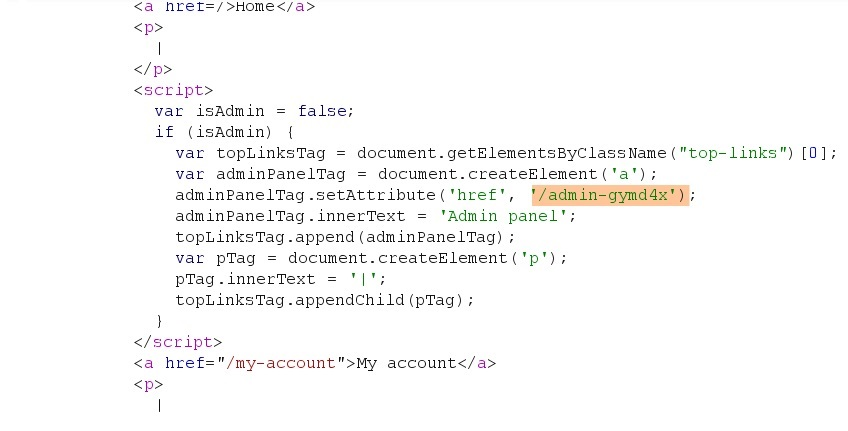 <a href=/>Home</a>
<p>
|
</p>
<script>
var isAdmin = false;
if (isAdmin) {
var topLinksTag = document.getElementsByClassName("top-links")[0];
var adminPanelTag = document.createElement('a');
adminPanelTag.setAttribute('href', '/admin-gymd4x');
adminPanelTag.innerText = 'Admin panel';
topLinksTag.append(adminPanelTag);
var pTag = document.createElement('p');
pTag.innerText = '|';
topLinksTag.appendChild(pTag);
}
</script>
<a href="/my-account">My account</a>
<p>
|